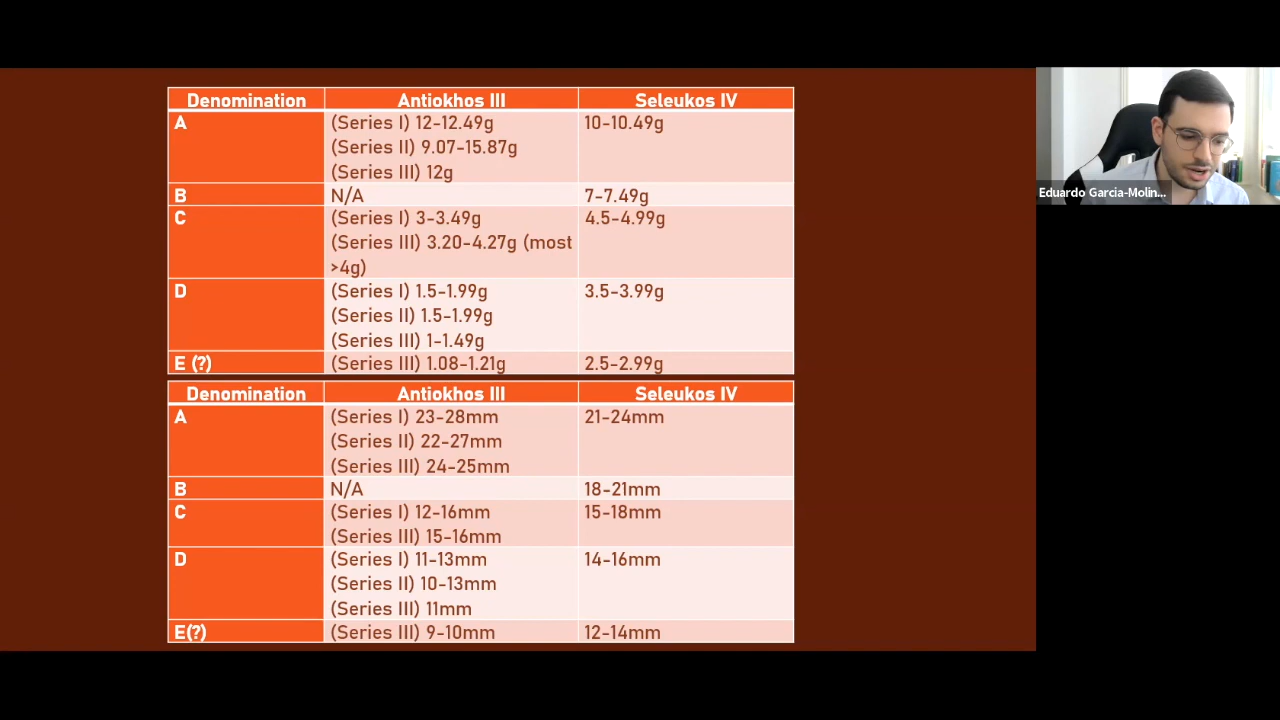 Denomination Antiokhos III Seleukos IV
A (Series I) 12-12.49g 10-10.49g
(Series II) 9.07-15.87g
(Series III) 12g
B N/A 7-7.49g
C (Series I) 3-3.49g 4.5-4.99g
(Series III) 3.20-4.27g (most
>4g)
D (Series I) 1.5-1.99g 3.5-3.99g
(Series II) 1.5-1.99g
(Series III) 1-1.49g
E (?) (Series III) 1.08-1.21g 2.5-2.99g
Denomination Antiokhos III Seleukos IV
A (Series I) 23-28mm 21-24mm
(Series II) 22-27mm
(Series III) 24-25mm
B N/A 18-21mm
C (Series I) 12-16mm 15-18mm
(Series III) 15-16mm
D (Series I) 11-13mm 14-16mm
(Series II) 10-13mm
(Series III) 11mm
E(?) (Series III) 9-10mm 12-14mm
Eduardo Garcia-Molin...